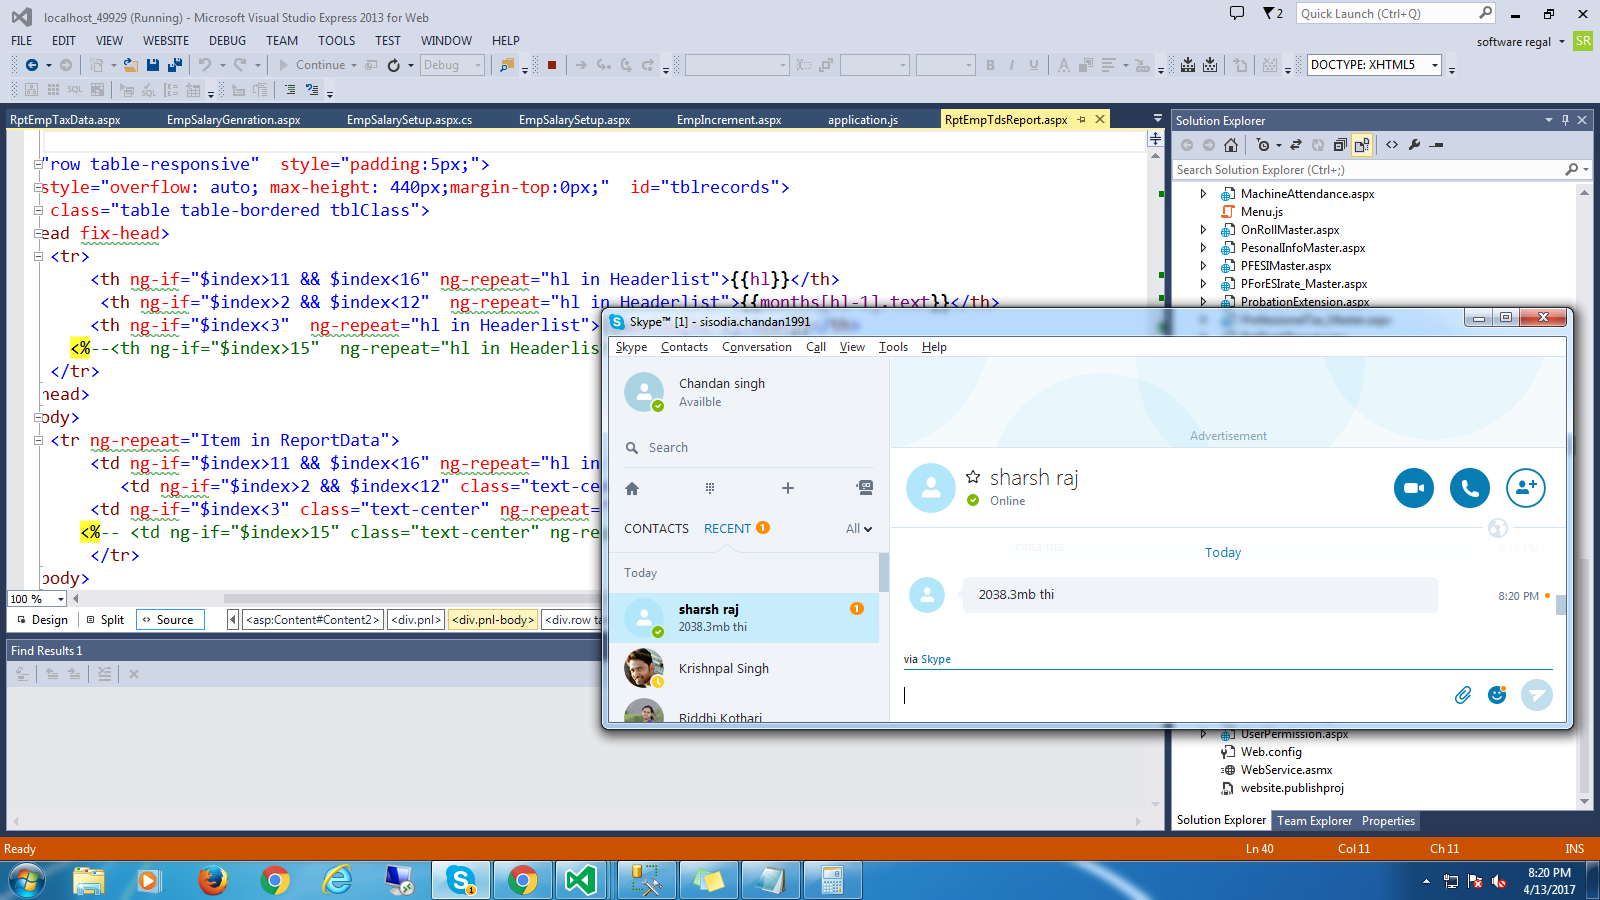 localhost_49929 (Running) - Microsoft Visual Studio Express 2013 for Web
2
Quick Launch (Ctrl+Q)
FILE EDIT VIEW WEBSITE DEBUG TEAM TOOLS TEST WINDOW HELP
software regal SR
Continue Debug DOCTYPE: XHTML5
SQL
RptEmpTaxData.aspx EmpSalaryGenration.aspx EmpSalarySetup.aspx.cs EmpSalarySetup.aspx EmpIncrement.aspx application.js RptEmpTdsReport.aspx
"row table-responsive" style="padding:5px;">
style="overflow: auto; max-height: 440px;margin-top:0px;" id="tblrecords">
class="table table-bordered tblClass">
ead fix-head>
<tr>
<th ng-if="$index>11 && $index<16" ng-repeat="hl in Headerlist">{{hl}}</th>
<th ng-if="$index>2 && $index<12" ng-repeat="hl in Headerlist">{{months[hl-1].text}}</th>
<th ng-if="$index<3" ng-repeat="hl in Headerlist">
<%--<th ng-if="$index>15" ng-repeat="hl in Headerlis
</tr>
head>
ody>
<tr ng-repeat="Item in ReportData">
<td ng-if="$index>11 && $index<16" ng-repeat="hl in
<td ng-if="$index>2 && $index<12" class="text-ce
<td ng-if="$index<3" class="text-center" ng-repeat=
<%-- <td ng-if="$index>15" class="text-center" ng-re
</tr>
body>
100 %
Design Split Source <asp:Content#Content2> <div.pnl> <div.pnl-body> <div.row ta
Find Results 1
Solution Explorer
Search Solution Explorer (Ctrl+;)
MachineAttendance.aspx
Menu.js
OnRollMaster.aspx
PesonalInfoMaster.aspx
PFESIMaster.aspx
PForESIrate_Master.aspx
ProbationExtension.aspx
UserPermission.aspx
Web.config
WebService.asmx
website.publishproj
Solution Explorer Team Explorer Properties
Skype™ [1] - sisodia.chandan1991
Skype Contacts Conversation Call View Tools Help
Chandan singh
Availble
Search
CONTACTS RECENT 1 All
Today
sharsh raj 1
2038.3mb thi
Krishnpal Singh
Riddhi Kothari
Advertisement
sharsh raj
Online
kitna tha 8:19 PM
Today
2038.3mb thi 8:20 PM
via Skype
Ready Ln 40 Col 11 Ch 11 INS
1
8:20 PM
4/13/2017